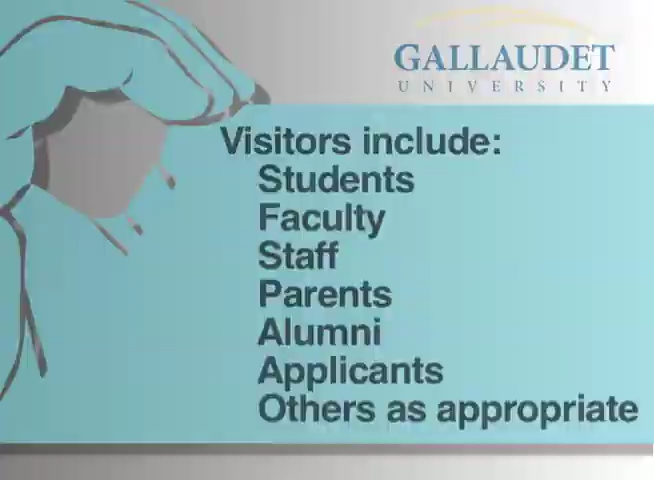 GALLAUDET
UNIVERSITY
Visitors include:
Students
Faculty
Staff
Parents
Alumni
Applicants
Others as appropriate